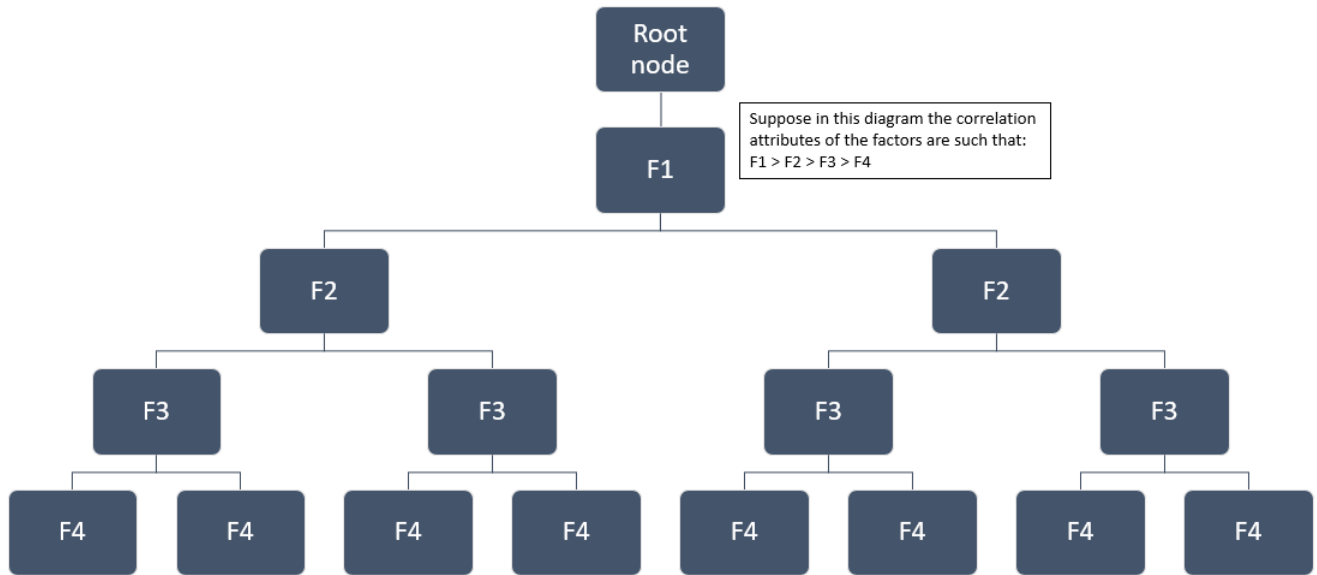 Root
node
Suppose in this diagram the correlation
attributes of the factors are such that:
F1 > F2 > F3 > F4
F1
F2
F2
F3
F3
F3
F3
F4
F4
F4
F4
F4
F4
F4
F4